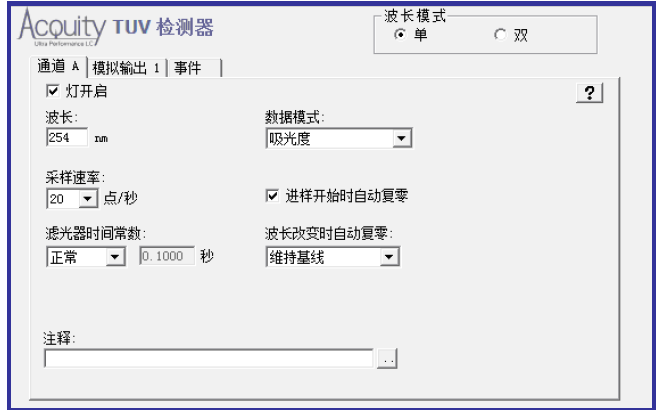 Acquity TUV 检测器
Ultra Performance LC
波长模式
单 双
通道 A 模拟输出 1 事件
灯开启
?
波长: 数据模式:
254 nm 吸光度
采样速率:
20 点/秒 进样开始时自动复零
滤光器时间常数: 波长改变时自动复零:
正常 0.1000 秒 维持基线
注释:
..